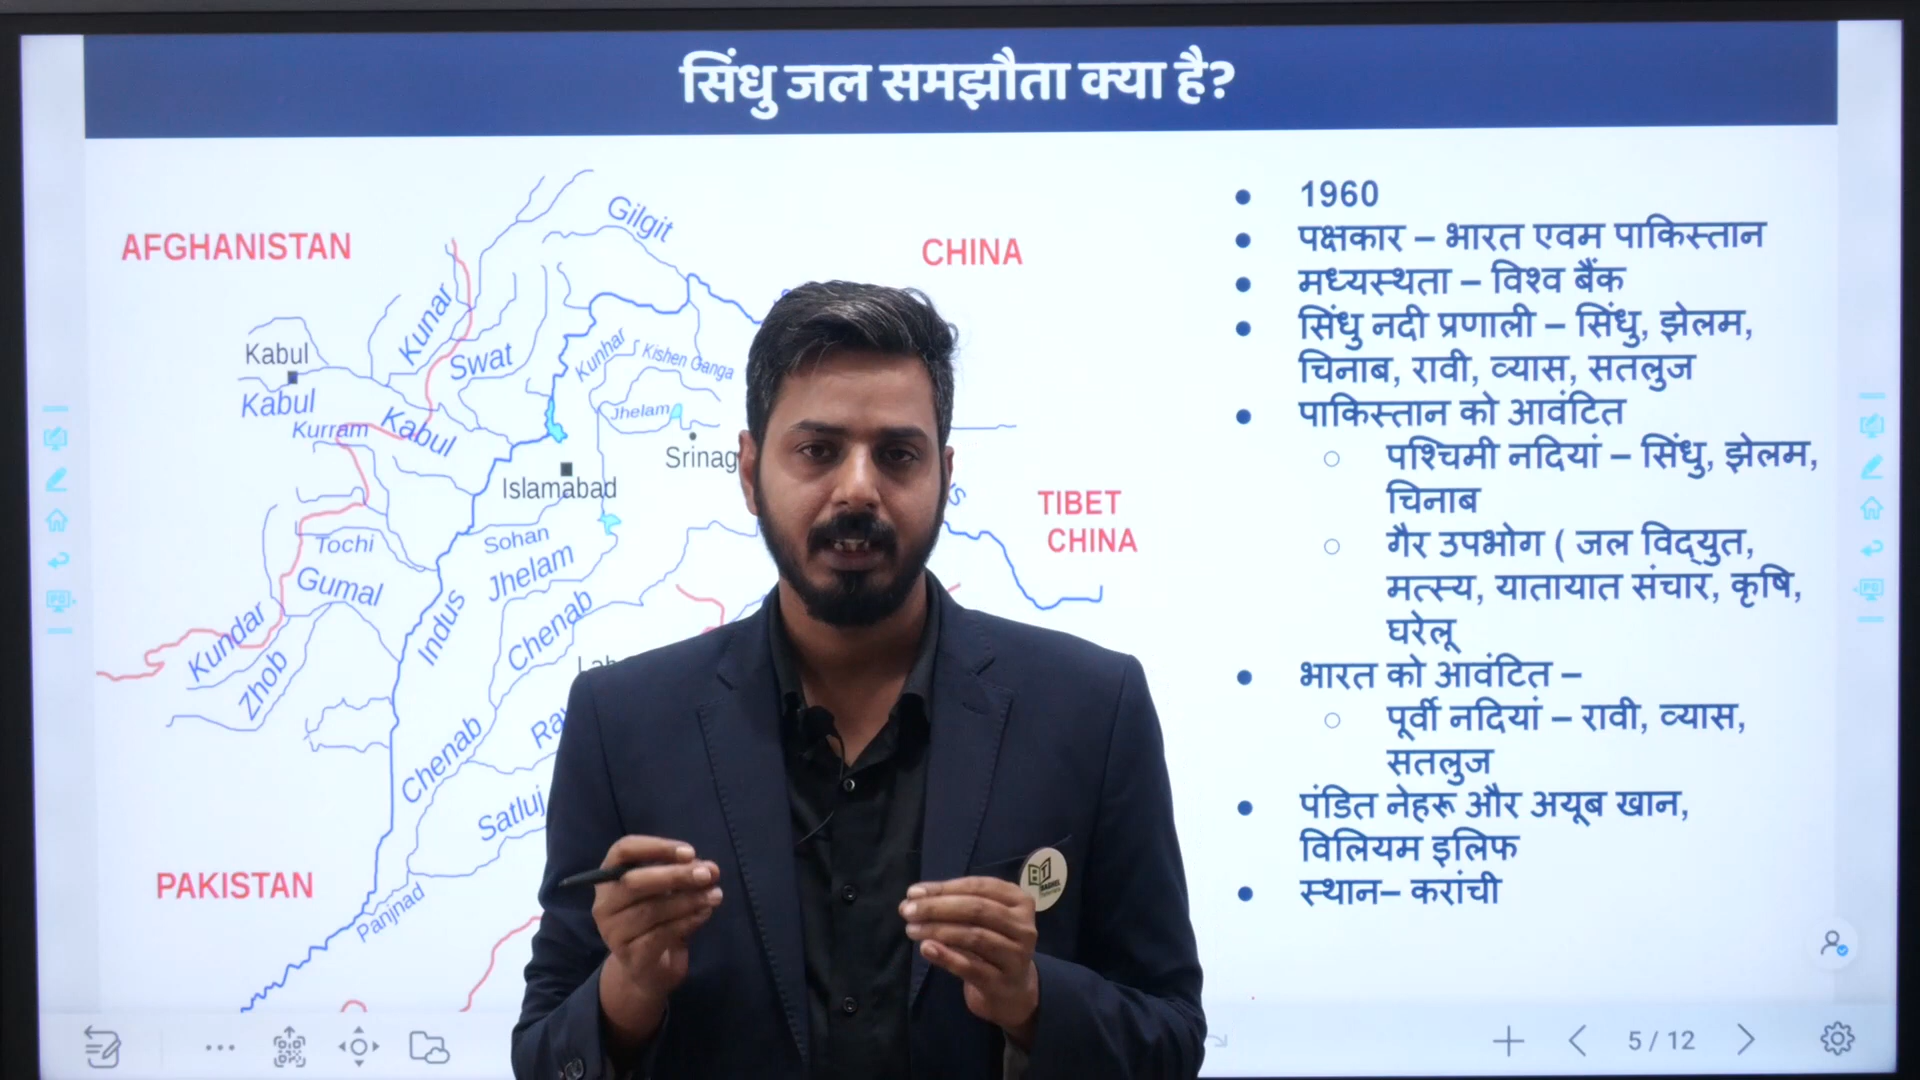 सिंधु जल समझौता क्या है?
AFGHANISTAN
Gilgit
CHINA
Kunar
Kabul
Swat
Kunhar
Kishen Ganga
Kabul
Kurram
Kabul
Jhelam
Islamabad
TIBET
CHINA
Tochi
Sohan
Gumal
Jhelam
Indus
Chenab
Kundar
Zhob
Chenab
Satluj
PAKISTAN
Panjnad
• 1960
• पक्षकार – भारत एवम पाकिस्तान
• मध्यस्थता – विश्व बैंक
• सिंधु नदी प्रणाली – सिंधु, झेलम,
चिनाब, रावी, व्यास, सतलुज
• पाकिस्तान को आवंटित
○ पश्चिमी नदियां – सिंधु, झेलम,
चिनाब
○ गैर उपभोग ( जल विद्युत,
मत्स्य, यातायात संचार, कृषि,
घरेलू
• भारत को आवंटित –
○ पूर्वी नदियां – रावी, व्यास,
सतलुज
• पंडित नेहरू और अयूब खान,
विलियम इलिफ
• स्थान– करांची
BT
BAGHEL
5 / 12